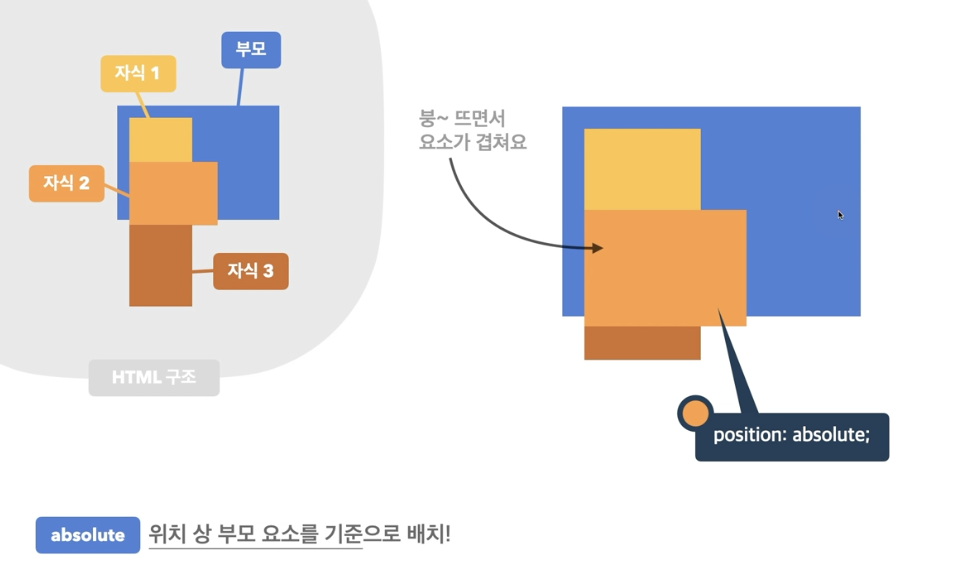 부모
자식 1
자식 2
자식 3
HTML 구조
붕~ 뜨면서
요소가 겹쳐요
position: absolute;
absolute 위치 상 부모 요소를 기준으로 배치!